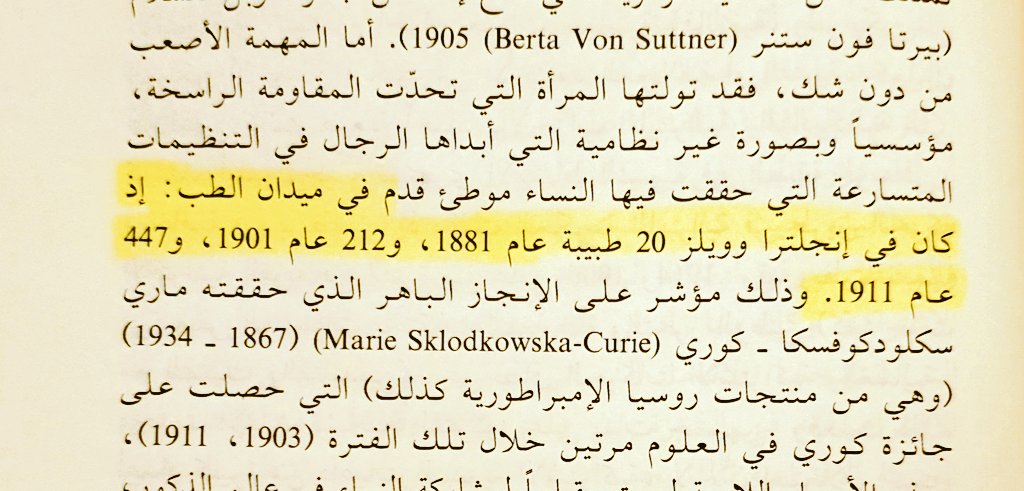 (بيرتا فون ستنر (Berta Von Suttner) 1905). أما المهمة الأصعب
من دون شك، فقد تولتها المرأة التي تحدّت المقاومة الراسخة،
مؤسسياً وبصورة غير نظامية التي أبداها الرجال في التنظيمات
المتسارعة التي حققت فيها النساء موطئ قدم في ميدان الطب: إذ
كان في إنجلترا وويلز 20 طبيبة عام 1881، و212 عام 1901، و447
عام 1911. وذلك مؤشر على الإنجاز الباهر الذي حققته ماري
سكلودكوفسكا ـ كوري (Marie Sklodkowska-Curie) (1867 ـ 1934)
(وهي من منتجات روسيا الإمبراطورية كذلك) التي حصلت على
جائزة كوري في العلوم مرتين خلال تلك الفترة (1903، 1911)،